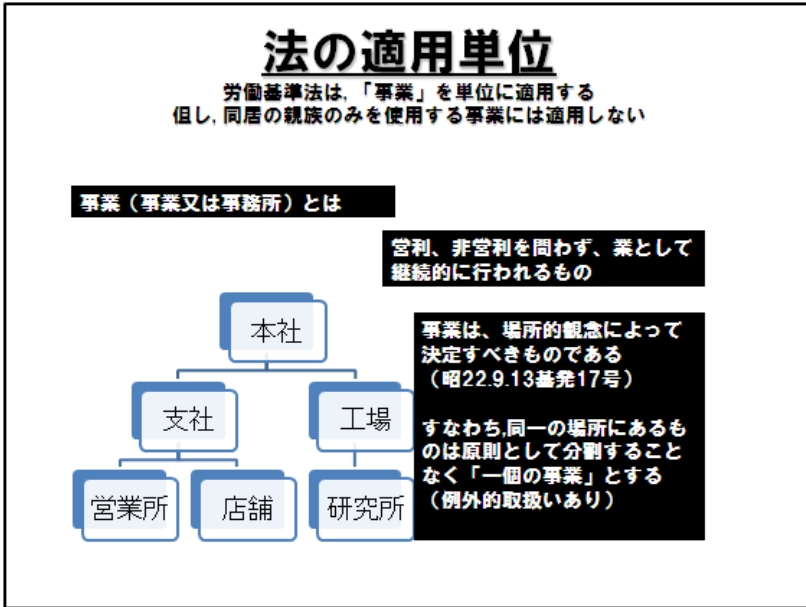 法の適用単位
労働基準法は，「事業」を単位に適用する
但し，同居の親族のみを使用する事業には適用しない
事業（事業又は事務所）とは
営利、非営利を問わず、業として
継続的に行われるもの
本社
支社
工場
営業所
店舗
研究所
事業は、場所的観念によって
決定すべきものである
（昭22.9.13基発17号）
すなわち，同一の場所にあるも
のは原則として分割すること
なく「一個の事業」とする
（例外的取扱いあり）